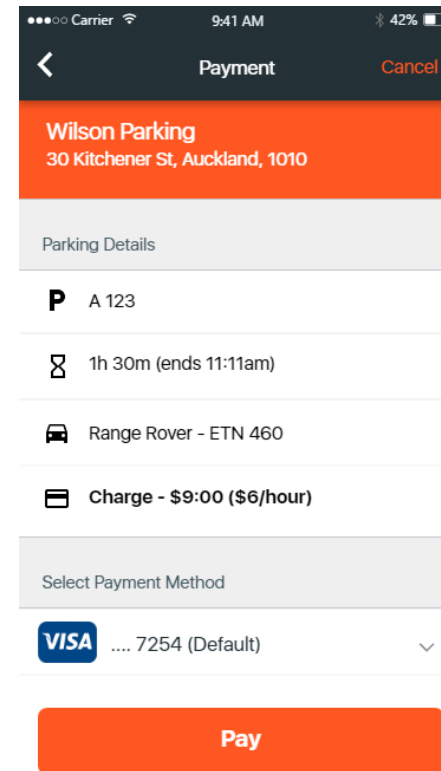 Carrier 9:41 AM 42%
Payment Cancel
Wilson Parking
30 Kitchener St, Auckland, 1010
Parking Details
P A 123
1h 30m (ends 11:11am)
Range Rover - ETN 460
Charge - $9:00 ($6/hour)
Select Payment Method
VISA .... 7254 (Default)
Pay